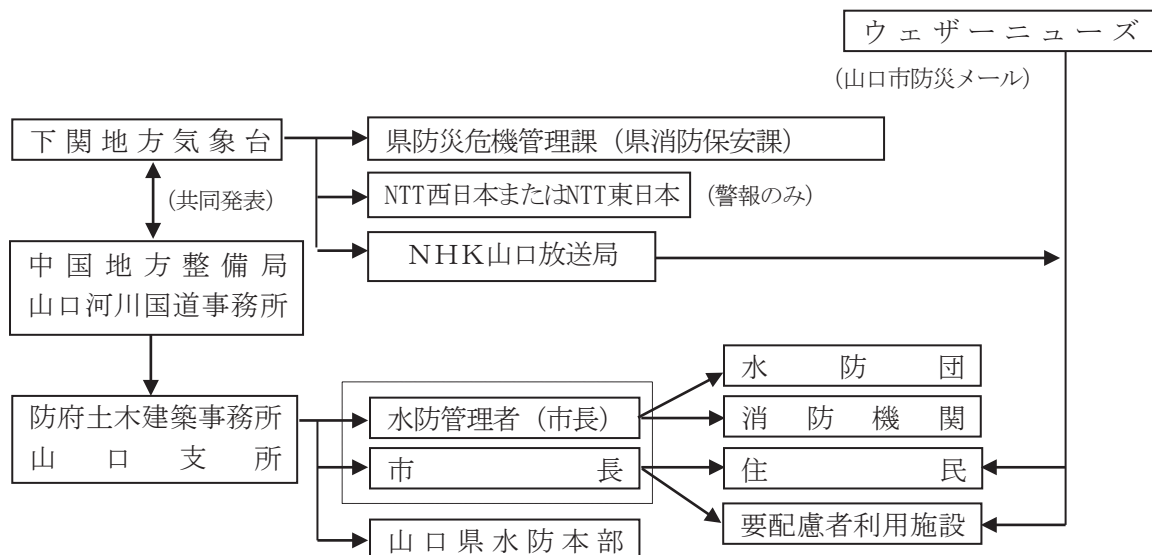 ウェザーニューズ
(山口市防災メール)
下関地方気象台
県防災危機管理課（県消防保安課）
(共同発表)
NTT西日本またはNTT東日本
(警報のみ)
NHK山口放送局
中国地方整備局
山口河川国道事務所
水防団
防府土木建築事務所
山口支所
水防管理者（市長）
消防機関
市長
住民
要配慮者利用施設
山口県水防本部